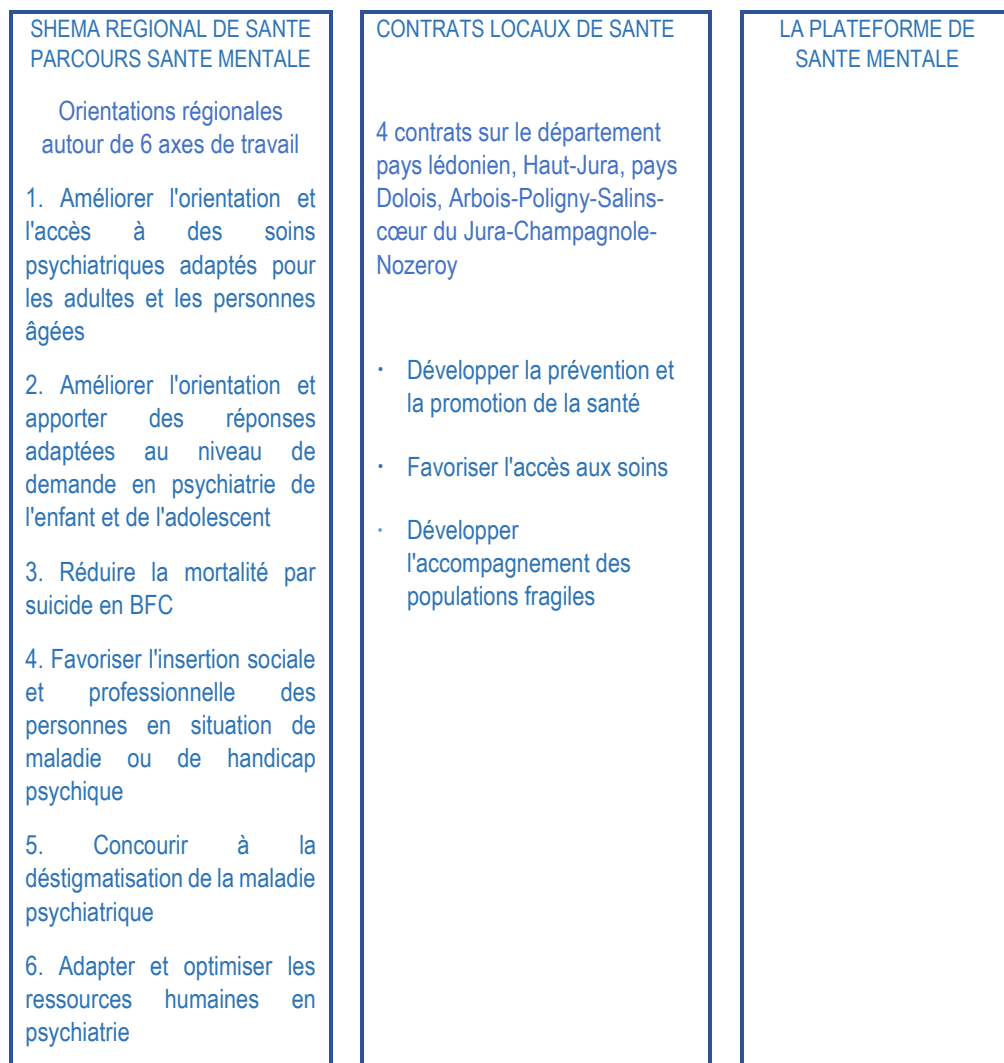 SHEMA REGIONAL DE SANTE
PARCOURS SANTE MENTALE
Orientations régionales
autour de 6 axes de travail
1. Améliorer l'orientation et
l'accès à des soins
psychiatriques adaptés pour
les adultes et les personnes
âgées
2. Améliorer l'orientation et
apporter des réponses
adaptées au niveau de
demande en psychiatrie de
l'enfant et de l'adolescent
3. Réduire la mortalité par
suicide en BFC
4. Favoriser l'insertion sociale
et professionnelle des
personnes en situation de
maladie ou de handicap
psychique
5. Concourir à la
déstigmatisation de la maladie
psychiatrique
6. Adapter et optimiser les
ressources humaines en
psychiatrie
CONTRATS LOCAUX DE SANTE
4 contrats sur le département
pays lédonien, Haut-Jura, pays
Dolois, Arbois-Poligny-Salins-
cœur du Jura-Champagnole-
Nozeroy
· Développer la prévention et
la promotion de la santé
· Favoriser l'accès aux soins
· Développer
l'accompagnement des
populations fragiles
LA PLATEFORME DE
SANTE MENTALE